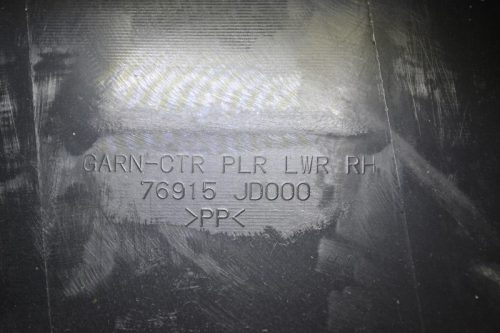 GARN-CTR PLR LWR RH
76915 JD000
>PP<